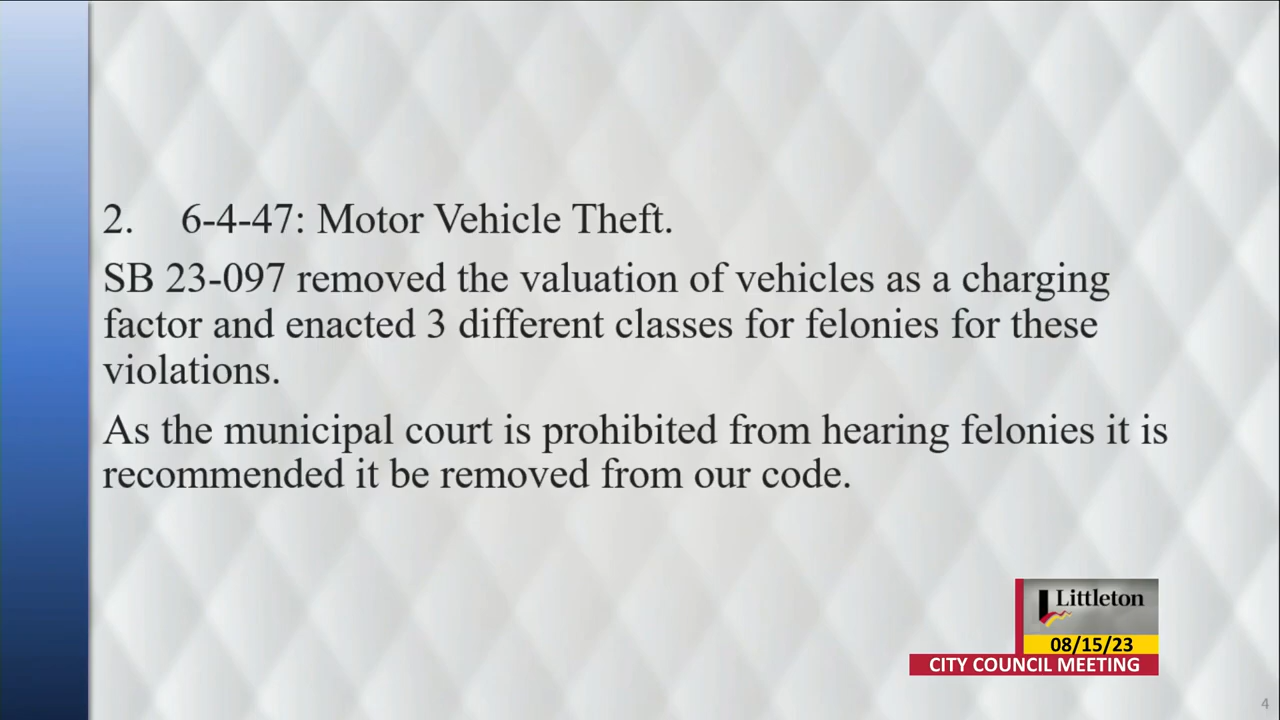 2. 6-4-47: Motor Vehicle Theft.
SB 23-097 removed the valuation of vehicles as a charging
factor and enacted 3 different classes for felonies for these
violations.
As the municipal court is prohibited from hearing felonies it is
recommended it be removed from our code.
Littleton
08/15/23
CITY COUNCIL MEETING
4